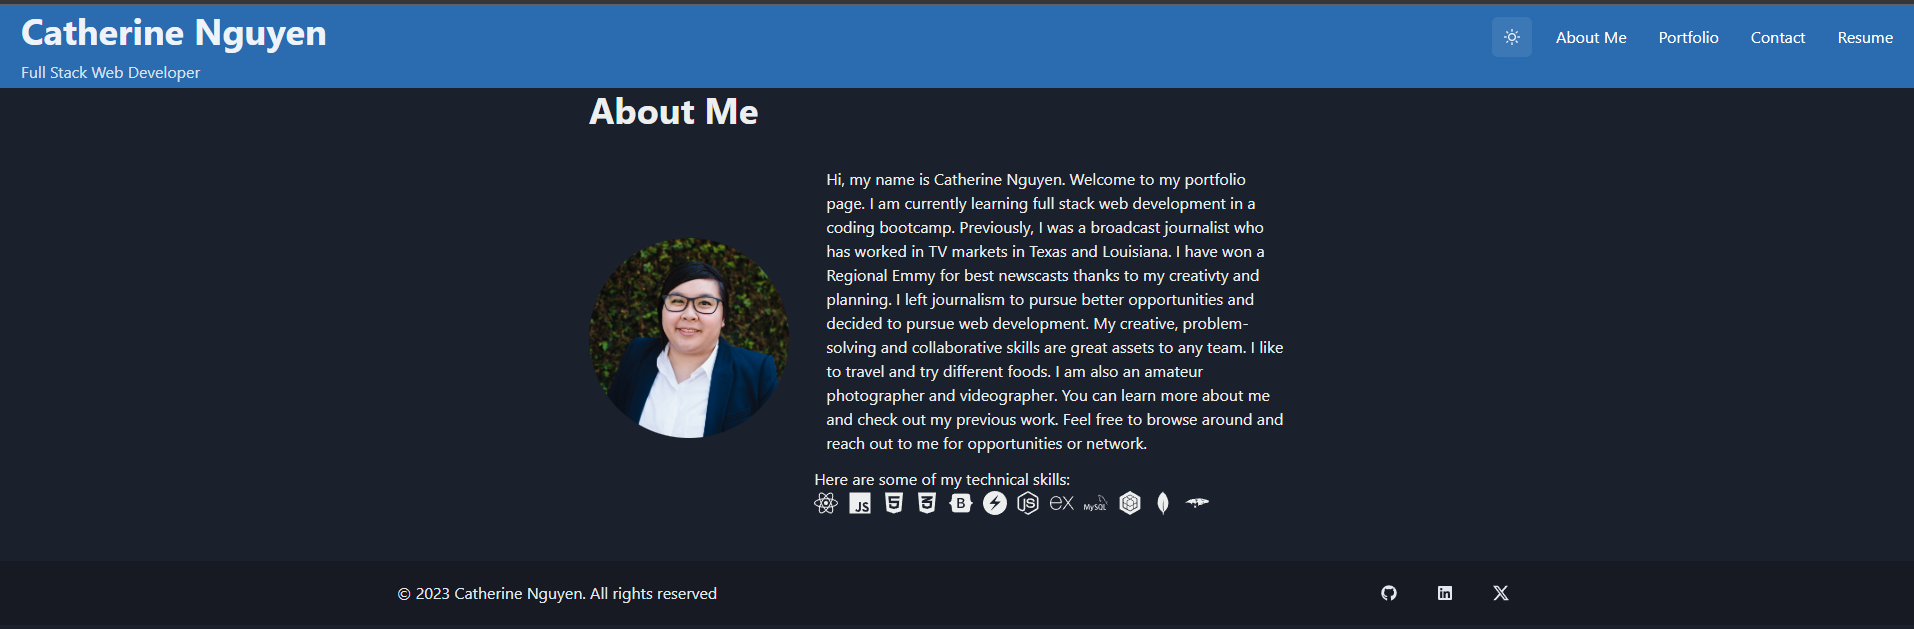 Catherine Nguyen
Full Stack Web Developer
About Me
Portfolio
Contact
Resume
About Me
Hi, my name is Catherine Nguyen. Welcome to my portfolio
page. I am currently learning full stack web development in a
coding bootcamp. Previously, I was a broadcast journalist who
has worked in TV markets in Texas and Louisiana. I have won a
Regional Emmy for best newscasts thanks to my creativty and
planning. I left journalism to pursue better opportunities and
decided to pursue web development. My creative, problem-
solving and collaborative skills are great assets to any team. I like
to travel and try different foods. I am also an amateur
photographer and videographer. You can learn more about me
and check out my previous work. Feel free to browse around and
reach out to me for opportunities or network.
Here are some of my technical skills:
JS
5
3
B
JS
EX
MySQL
© 2023 Catherine Nguyen. All rights reserved
in
X